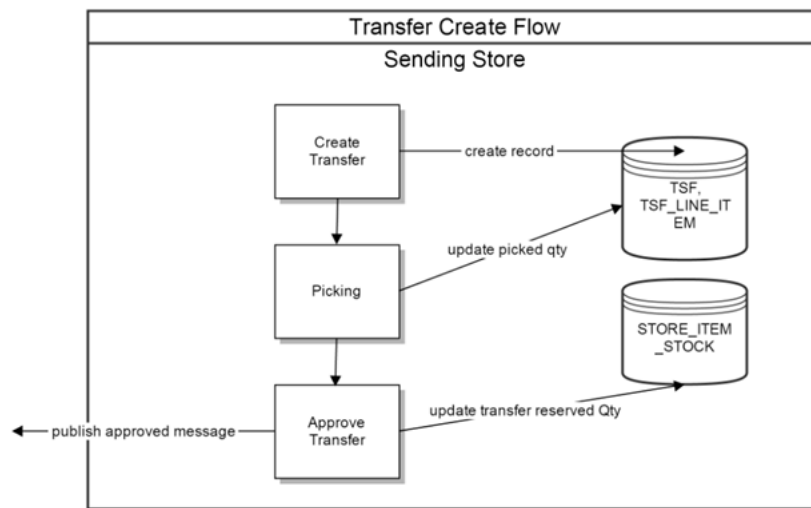 Transfer Create Flow
Sending Store
Create
Transfer
create record
TSF,
TSF_LINE_IT
EM
update picked qty
Picking
STORE_ITEM
_STOCK
update transfer reserved Qty
publish approved message
Approve
Transfer